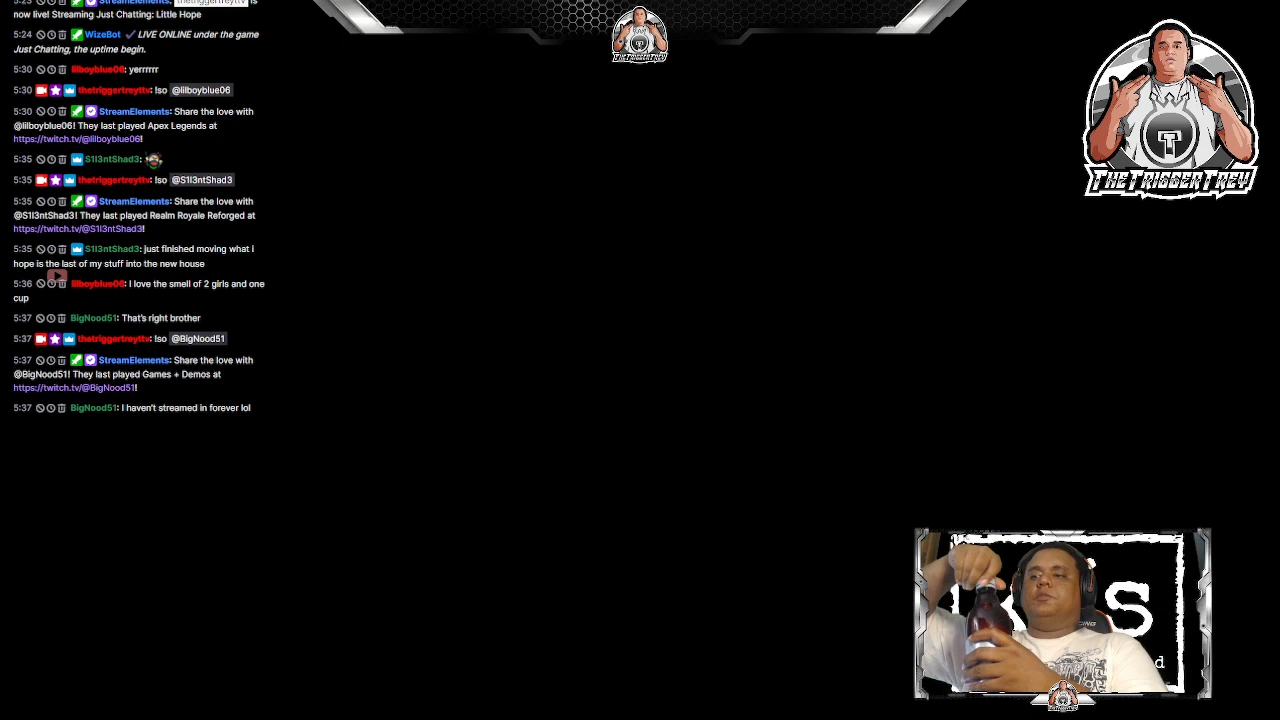 5:23 StreamElements: thetriggertreyttv is
now live! Streaming Just Chatting: Little Hope
5:24 WizeBot LIVE ONLINE under the game
Just Chatting, the uptime begin.
5:30 lilboyblue06: yerrrrrr
5:30 thetriggertreyttv: !so @lilboyblue06
5:30 StreamElements: Share the love with
@lilboyblue06! They last played Apex Legends at
https://twitch.tv/@lilboyblue06!
5:35 S1l3ntShad3:
5:35 thetriggertreyttv: !so @S1l3ntShad3
5:35 StreamElements: Share the love with
@S1l3ntShad3! They last played Realm Royale Reforged at
https://twitch.tv/@S1l3ntShad3!
5:35 S1l3ntShad3: just finished moving what i
hope is the last of my stuff into the new house
5:36 lilboyblue06: I love the smell of 2 girls and one
cup
5:37 BigNood51: That's right brother
5:37 thetriggertreyttv: !so @BigNood51
5:37 StreamElements: Share the love with
@BigNood51! They last played Games + Demos at
https://twitch.tv/@BigNood51!
5:37 BigNood51: I haven't streamed in forever lol
THETRIGGERTREY
T
THETRIGGERTREY
S
d